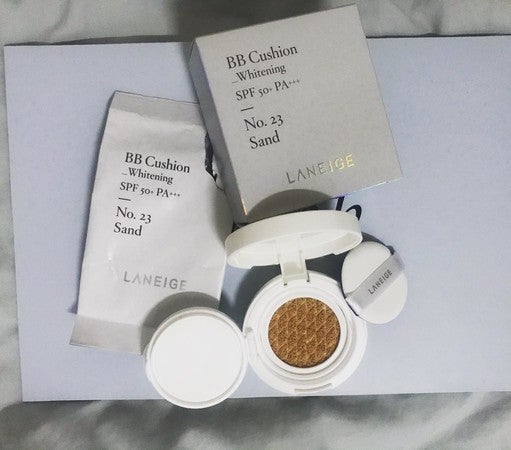 BB Cushion
_Whitening
SPF 50+ PA+++
—
No. 23
Sand
LANEIGE
BB Cushion
_Whitening
SPF 50+ PA+++
—
No. 23
Sand
LANEIGE
LANEIGE